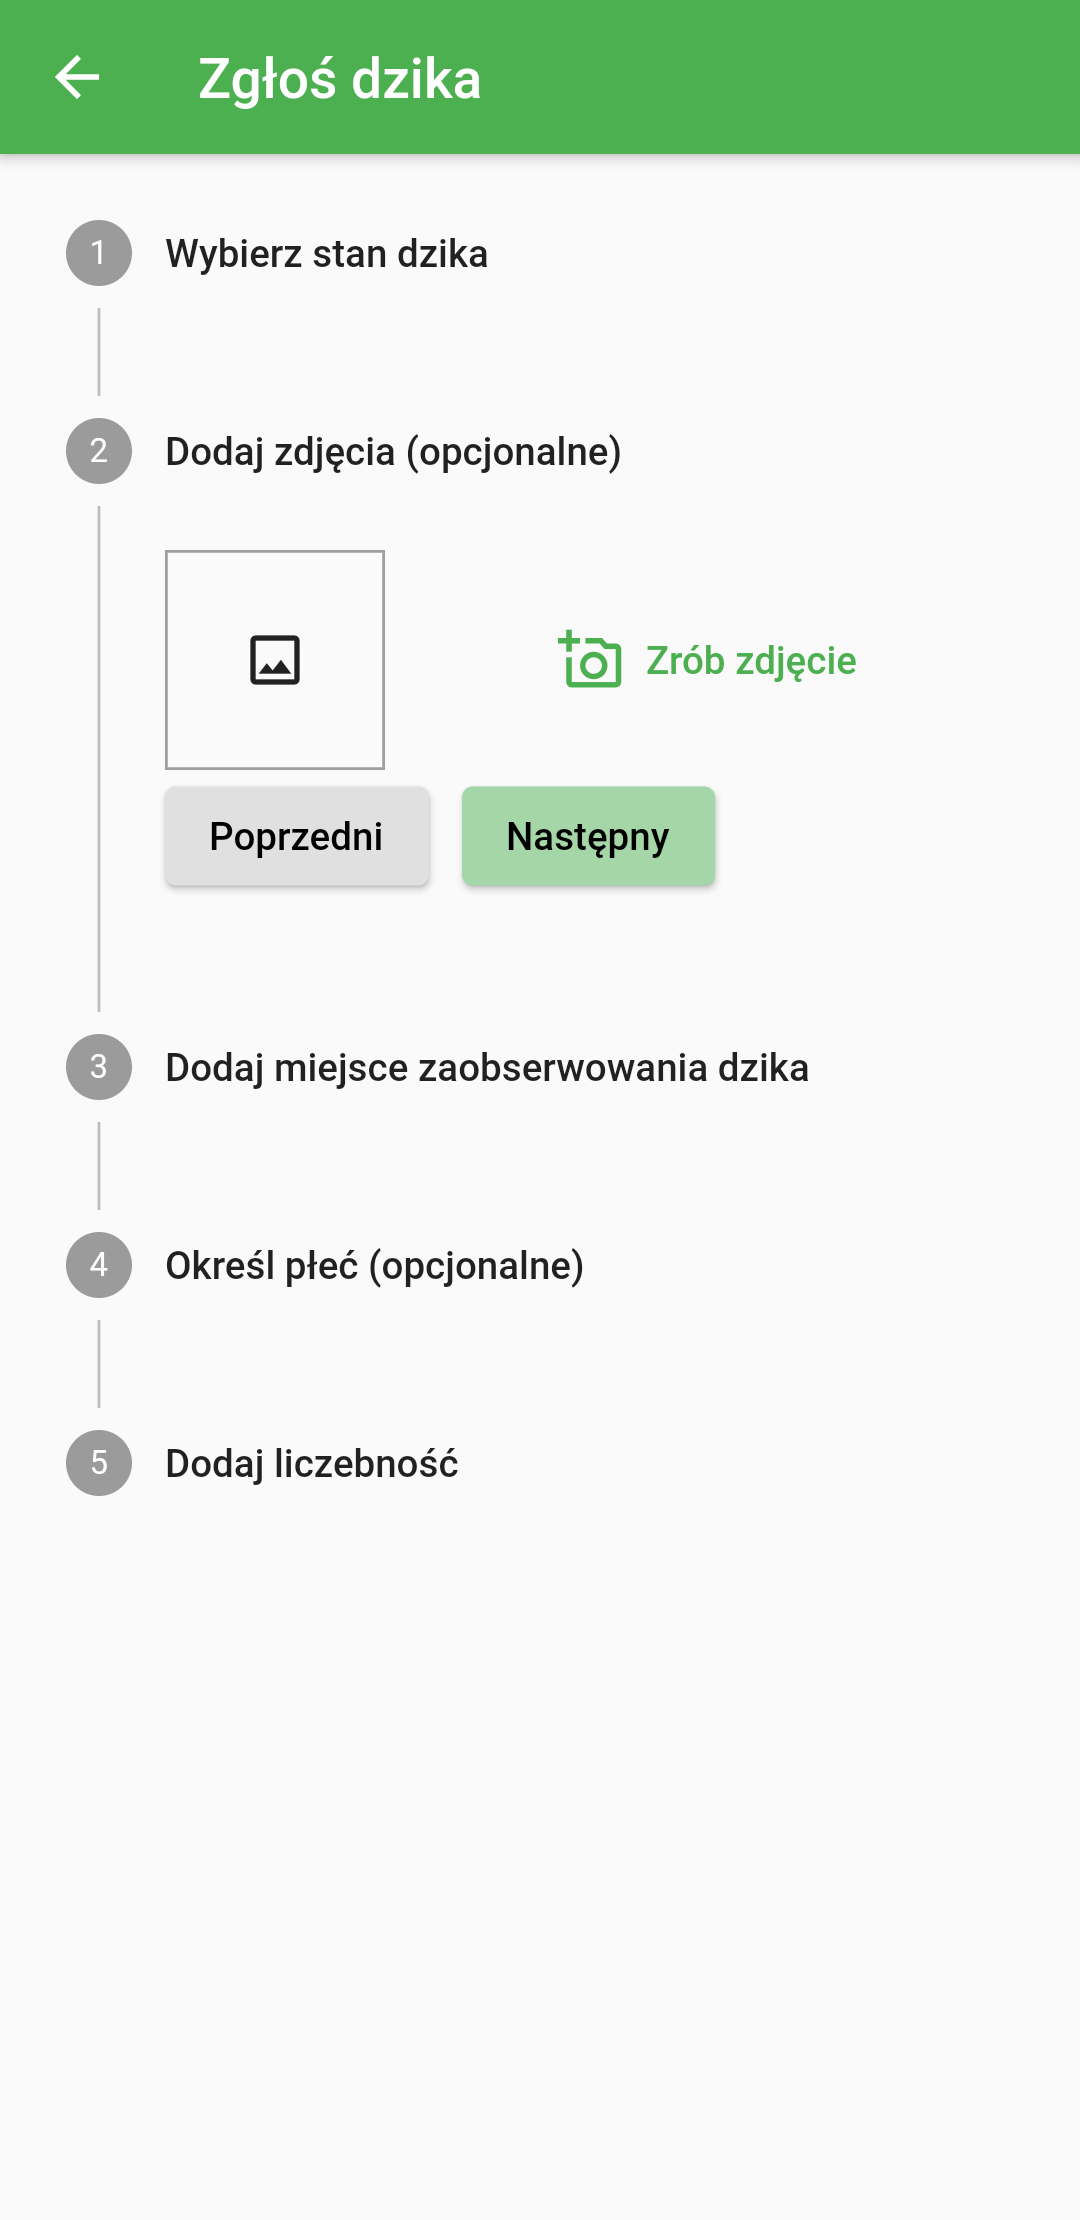 Zgłoś dzika
1 Wybierz stan dzika
2 Dodaj zdjęcia (opcjonalne)
Zrób zdjęcie
Poprzedni Następny
3 Dodaj miejsce zaobserwowania dzika
4 Określ płeć (opcjonalne)
5 Dodaj liczebność